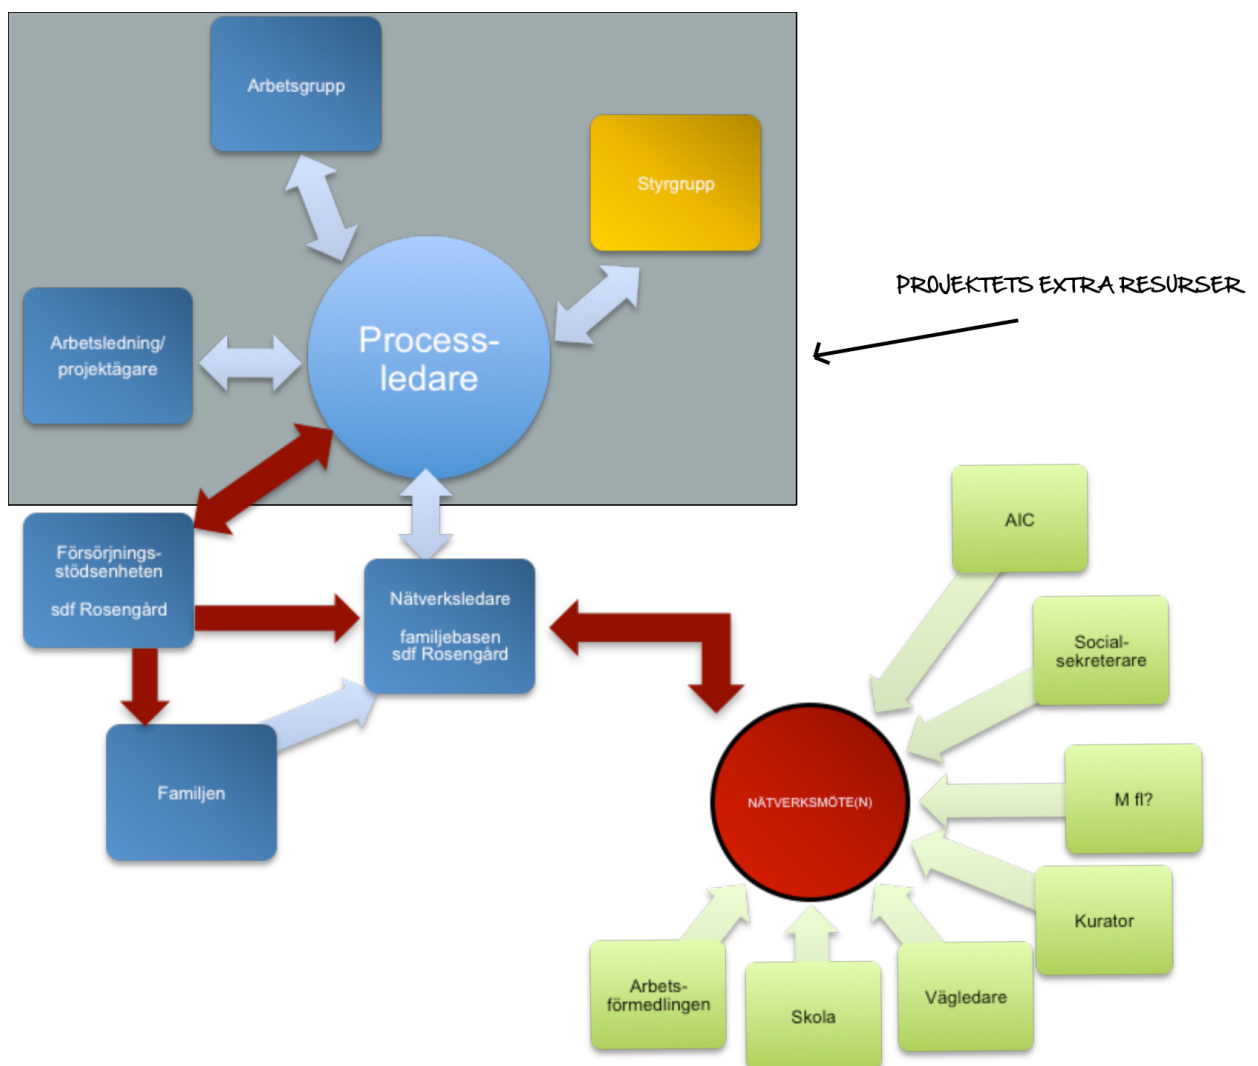 Arbetsgrupp
Styrgrupp
PROJEKTETS EXTRA RESURSER
Arbetsledning/
projektägare
Process-
ledare
AIC
Försörjnings-
stödsenheten
sdf Rosengård
Nätverksledare
familjebasen
sdf Rosengård
Social-
sekreterare
Familjen
NÄTVERKSMÖTE(N)
M fl?
Kurator
Arbets-
förmedlingen
Skola
Vägledare